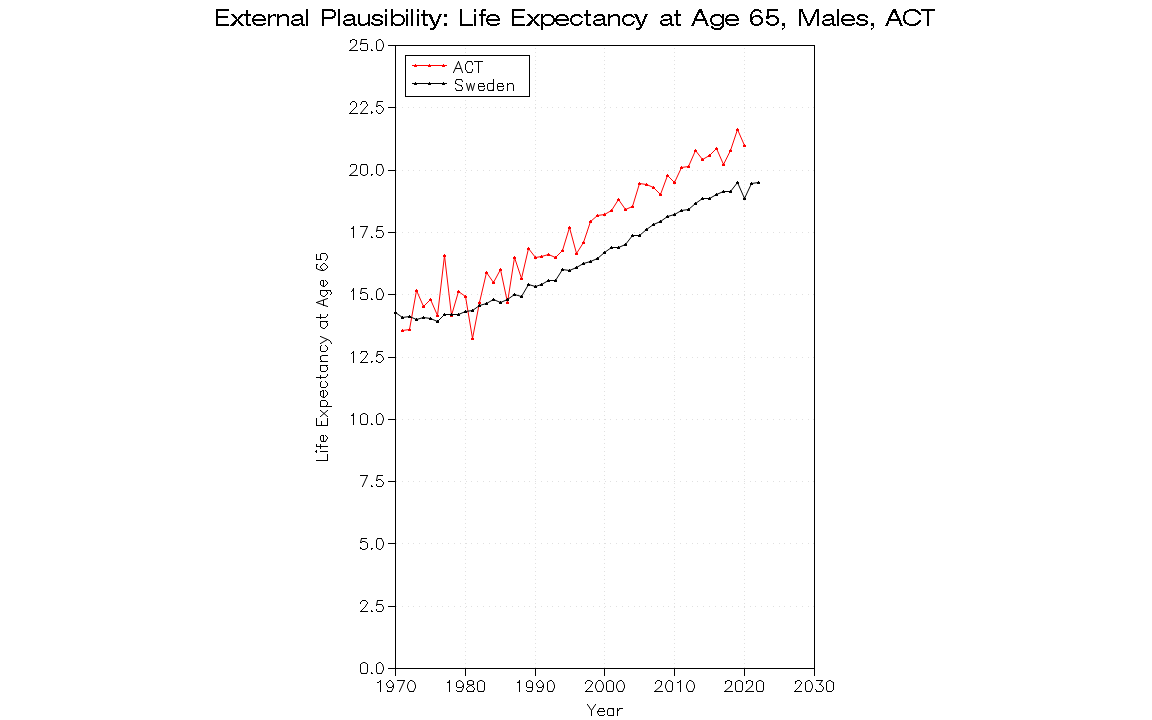 External Plausibility: Life Expectancy at Age 65, Males, ACT
25.0
ACT
Sweden
22.5
20.0
17.5
15.0
12.5
10.0
7.5
5.0
2.5
0.0
Life Expectancy at Age 65
1970 1980 1990 2000 2010 2020 2030
Year